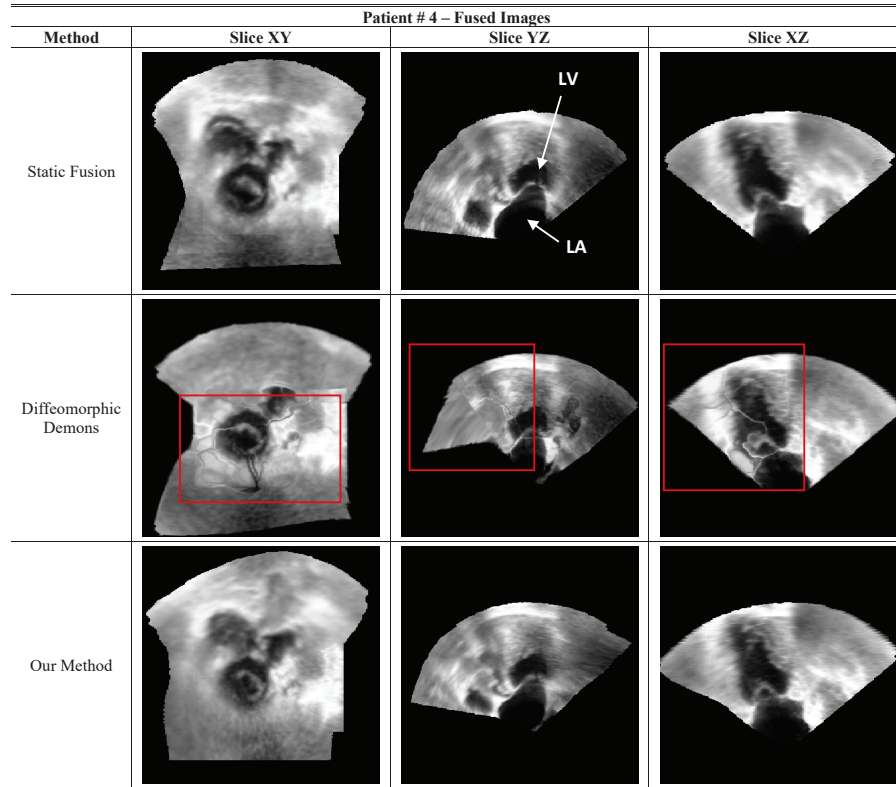 Patient # 4 – Fused Images
Method Slice XY Slice YZ Slice XZ
Static Fusion
LV
LA
Diffeomorphic
Demons
Our Method